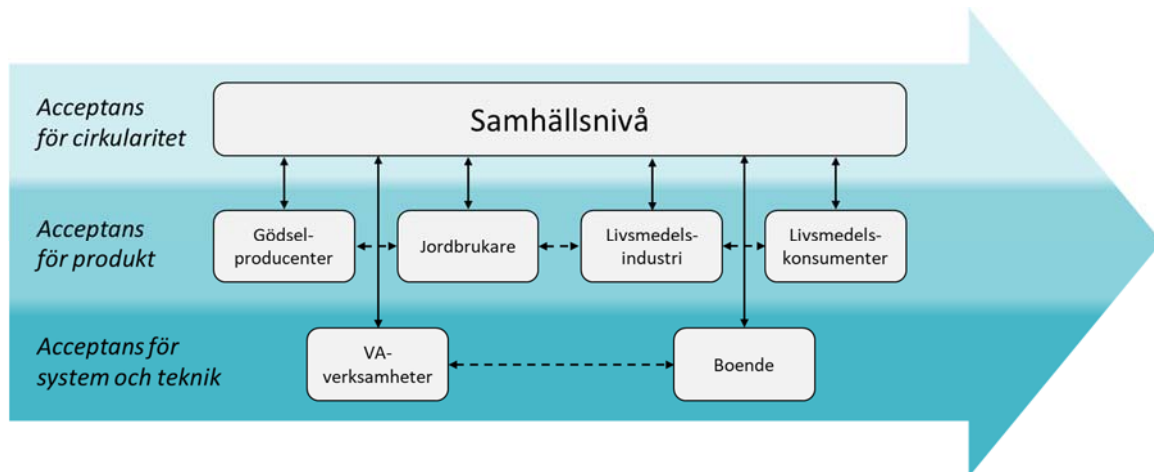 Acceptans
för cirkularitet
Samhällsnivå
Acceptans
för produkt
Gödsel-
producenter
Jordbrukare
Livsmedels-
industri
Livsmedels-
konsumenter
Acceptans för
system och teknik
VA-
verksamheter
Boende